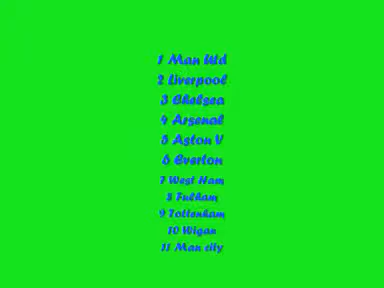 1 Man Utd
2 Liverpool
3 Chelsea
4 Arsenal
5 Aston V
6 Everton
7 West Ham
8 Fulham
9 Tottenham
10 Wigan
11 Man city